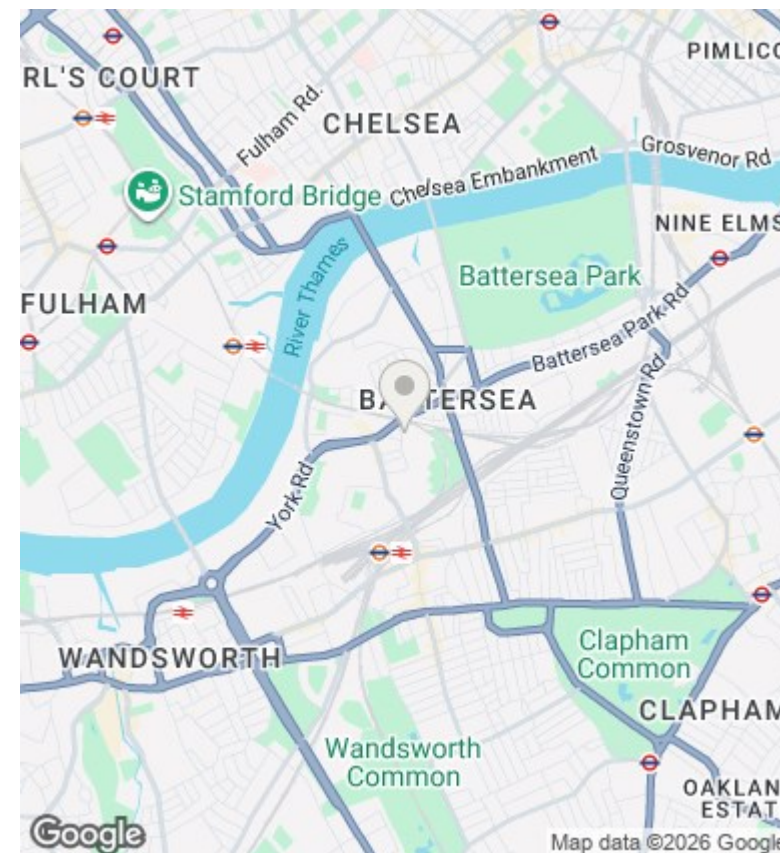 PIMLICO
RL'S COURT
Fulham Rd.
CHELSEA
Grosvenor Rd
Chelsea Embankment
Stamford Bridge
NINE ELMS
River Thames
Battersea Park
FULHAM
Battersea Park Rd
BATTERSEA
Queenstown Rd
York Rd
WANDSWORTH
Clapham
Common
CLAPHAM
Wandsworth
Common
OAKLAN
ESTAT
Google
Map data ©2026 Google